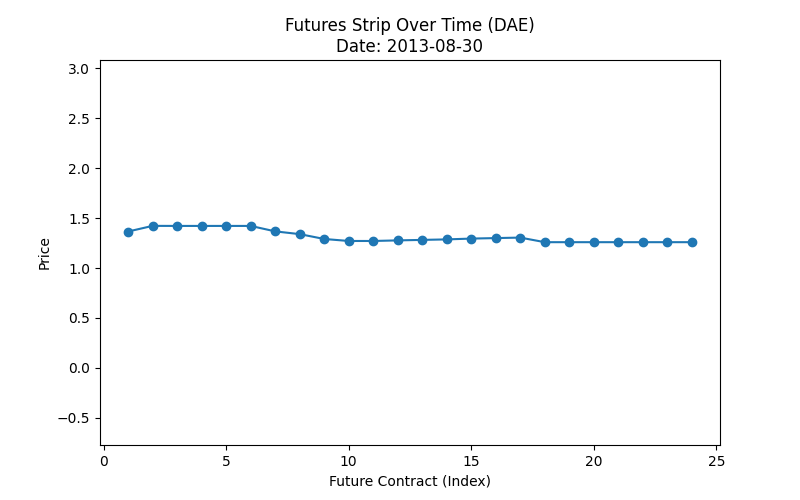 Futures Strip Over Time (DAE)
Date: 2013-08-30
3.0
2.5
2.0
1.5
1.0
0.5
0.0
−0.5
Price
0 5 10 15 20 25
Future Contract (Index)